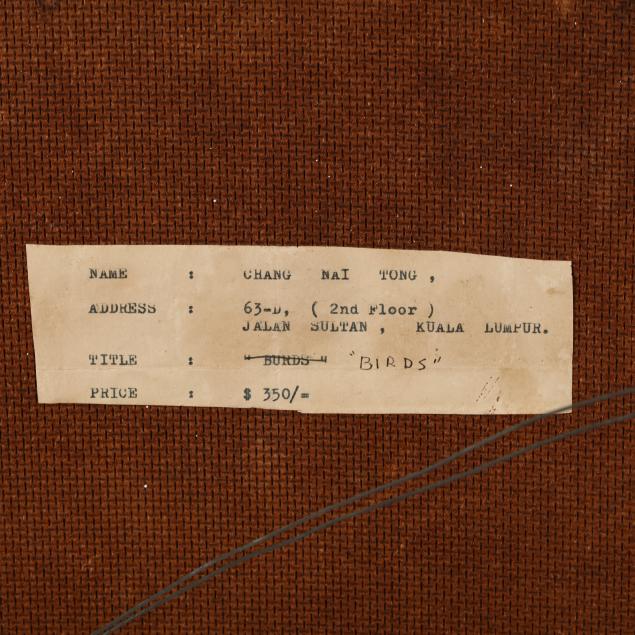 NAME : CHANG NAI TONG ,
ADDRESS : 63-D, ( 2nd Floor )
JALAN SULTAN , KUALA LUMPUR.
TITLE : " BURDS " "BIRDS"
PRICE : $ 350/=